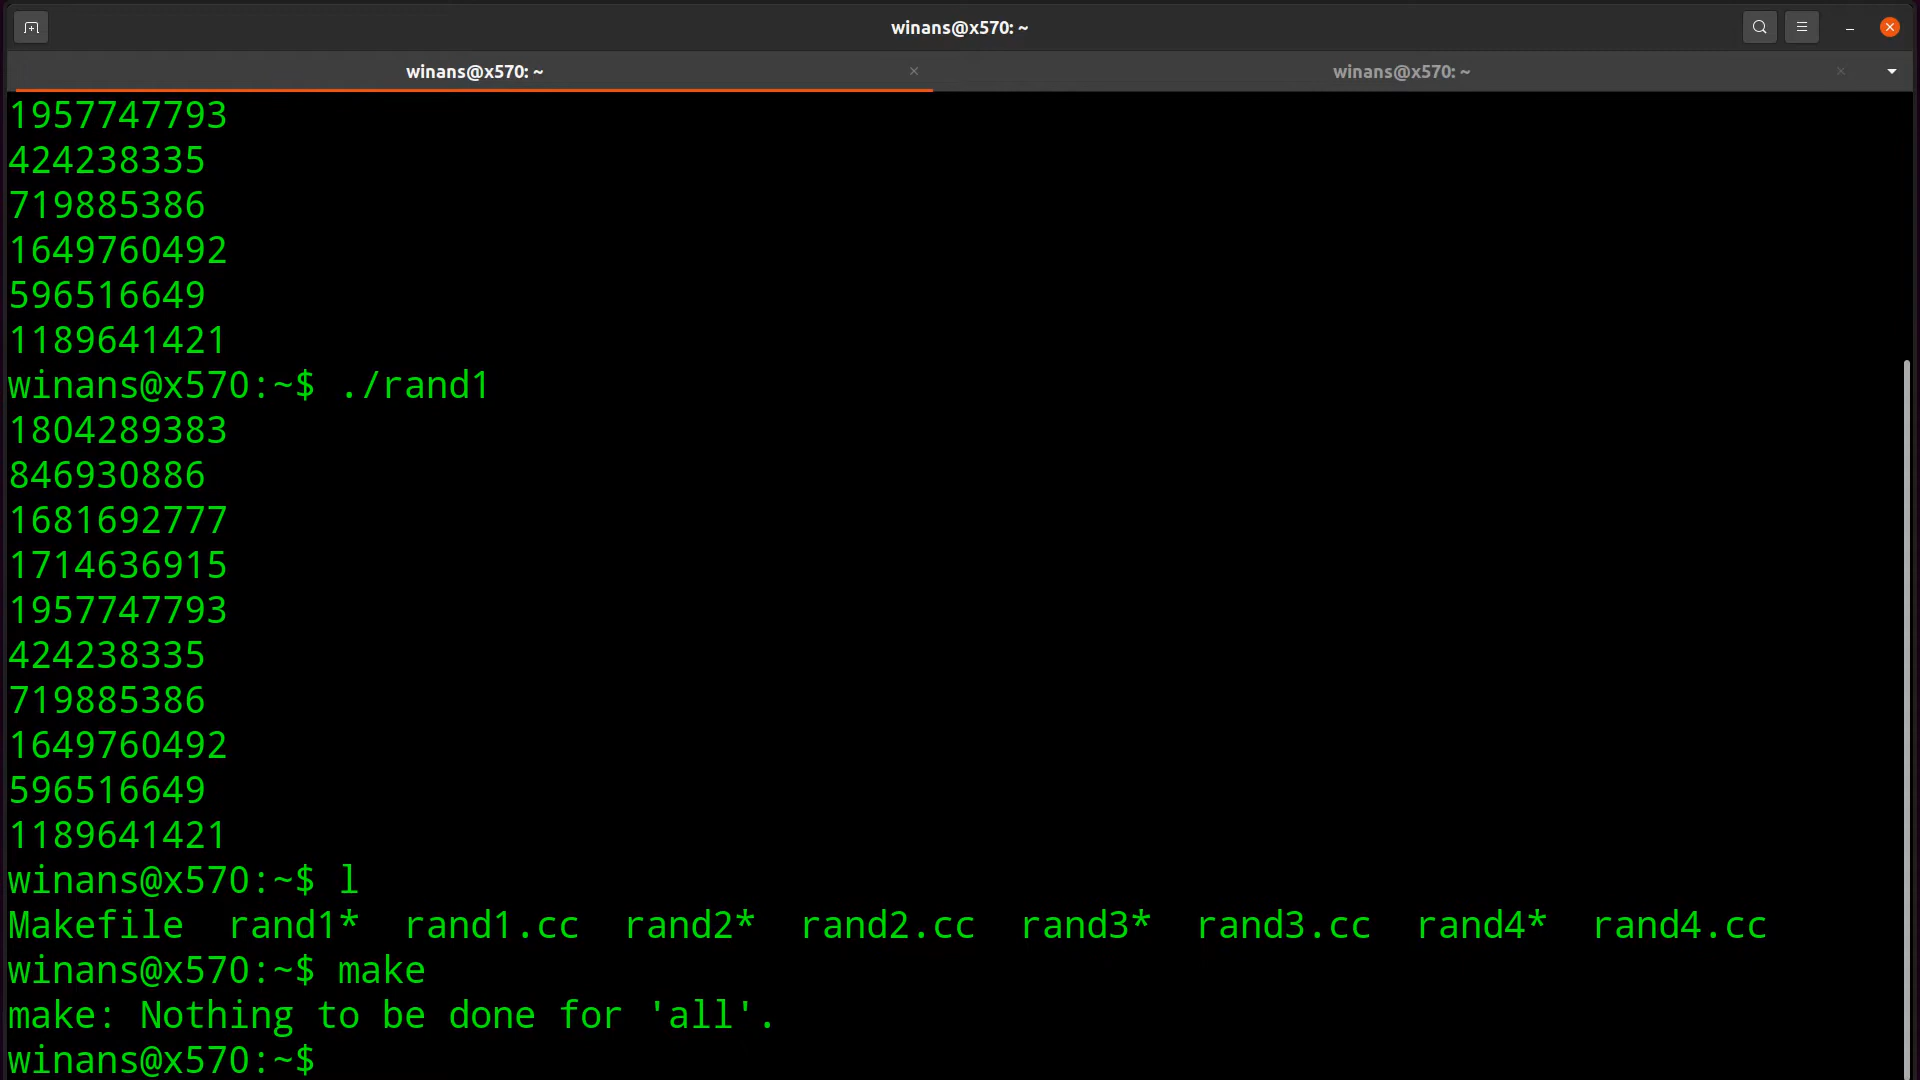 winans@x570: ~
winans@x570: ~
winans@x570: ~
1957747793
424238335
719885386
1649760492
596516649
1189641421
winans@x570:~$ ./rand1
1804289383
846930886
1681692777
1714636915
1957747793
424238335
719885386
1649760492
596516649
1189641421
winans@x570:~$ l
Makefile  rand1*  rand1.cc  rand2*  rand2.cc  rand3*  rand3.cc  rand4*  rand4.cc
winans@x570:~$ make
make: Nothing to be done for 'all'.
winans@x570:~$